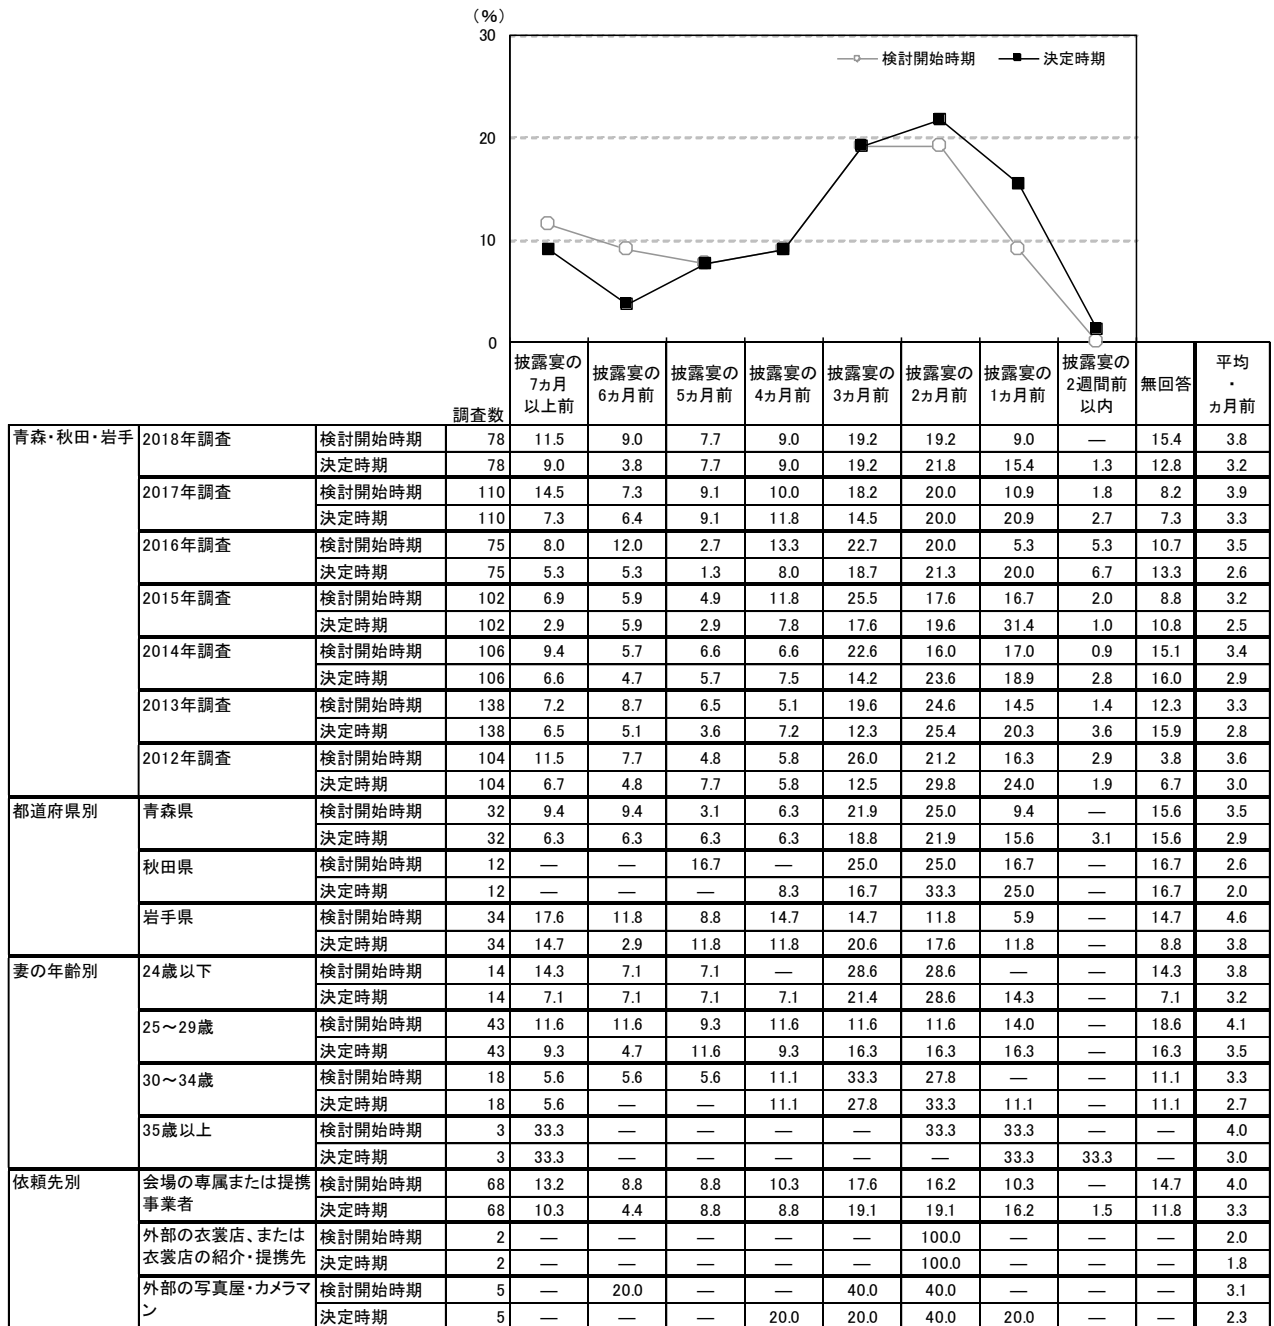 （%）
30
20
10
0
検討開始時期 決定時期
調査数 披露宴の7ヵ月以上前 披露宴の6ヵ月前 披露宴の5ヵ月前 披露宴の4ヵ月前 披露宴の3ヵ月前 披露宴の2ヵ月前 披露宴の1ヵ月前 披露宴の2週間前以内 無回答 平均・ヵ月前
青森・秋田・岩手 2018年調査 検討開始時期 78 11.5 9.0 7.7 9.0 19.2 19.2 9.0 — 15.4 3.8
決定時期 78 9.0 3.8 7.7 9.0 19.2 21.8 15.4 1.3 12.8 3.2
2017年調査 検討開始時期 110 14.5 7.3 9.1 10.0 18.2 20.0 10.9 1.8 8.2 3.9
決定時期 110 7.3 6.4 9.1 11.8 14.5 20.0 20.9 2.7 7.3 3.3
2016年調査 検討開始時期 75 8.0 12.0 2.7 13.3 22.7 20.0 5.3 5.3 10.7 3.5
決定時期 75 5.3 5.3 1.3 8.0 18.7 21.3 20.0 6.7 13.3 2.6
2015年調査 検討開始時期 102 6.9 5.9 4.9 11.8 25.5 17.6 16.7 2.0 8.8 3.2
決定時期 102 2.9 5.9 2.9 7.8 17.6 19.6 31.4 1.0 10.8 2.5
2014年調査 検討開始時期 106 9.4 5.7 6.6 6.6 22.6 16.0 17.0 0.9 15.1 3.4
決定時期 106 6.6 4.7 5.7 7.5 14.2 23.6 18.9 2.8 16.0 2.9
2013年調査 検討開始時期 138 7.2 8.7 6.5 5.1 19.6 24.6 14.5 1.4 12.3 3.3
決定時期 138 6.5 5.1 3.6 7.2 12.3 25.4 20.3 3.6 15.9 2.8
2012年調査 検討開始時期 104 11.5 7.7 4.8 5.8 26.0 21.2 16.3 2.9 3.8 3.6
決定時期 104 6.7 4.8 7.7 5.8 12.5 29.8 24.0 1.9 6.7 3.0
都道府県別 青森県 検討開始時期 32 9.4 9.4 3.1 6.3 21.9 25.0 9.4 — 15.6 3.5
決定時期 32 6.3 6.3 6.3 6.3 18.8 21.9 15.6 3.1 15.6 2.9
秋田県 検討開始時期 12 — — 16.7 — 25.0 25.0 16.7 — 16.7 2.6
決定時期 12 — — — 8.3 16.7 33.3 25.0 — 16.7 2.0
岩手県 検討開始時期 34 17.6 11.8 8.8 14.7 14.7 11.8 5.9 — 14.7 4.6
決定時期 34 14.7 2.9 11.8 11.8 20.6 17.6 11.8 — 8.8 3.8
妻の年齢別 24歳以下 検討開始時期 14 14.3 7.1 7.1 — 28.6 28.6 — — 14.3 3.8
決定時期 14 7.1 7.1 7.1 7.1 21.4 28.6 14.3 — 7.1 3.2
25～29歳 検討開始時期 43 11.6 11.6 9.3 11.6 11.6 11.6 14.0 — 18.6 4.1
決定時期 43 9.3 4.7 11.6 9.3 16.3 16.3 16.3 — 16.3 3.5
30～34歳 検討開始時期 18 5.6 5.6 5.6 11.1 33.3 27.8 — — 11.1 3.3
決定時期 18 5.6 — — 11.1 27.8 33.3 11.1 — 11.1 2.7
35歳以上 検討開始時期 3 33.3 — — — — 33.3 33.3 — — 4.0
決定時期 3 33.3 — — — — — 33.3 33.3 — 3.0
依頼先別 会場の専属または提携事業者 検討開始時期 68 13.2 8.8 8.8 10.3 17.6 16.2 10.3 — 14.7 4.0
決定時期 68 10.3 4.4 8.8 8.8 19.1 19.1 16.2 1.5 11.8 3.3
外部の衣裳店、または衣裳店の紹介・提携先 検討開始時期 2 — — — — — 100.0 — — — 2.0
決定時期 2 — — — — — 100.0 — — — 1.8
外部の写真屋・カメラマン 検討開始時期 5 — 20.0 — — 40.0 40.0 — — — 3.1
決定時期 5 — — — 20.0 20.0 40.0 20.0 — — 2.3